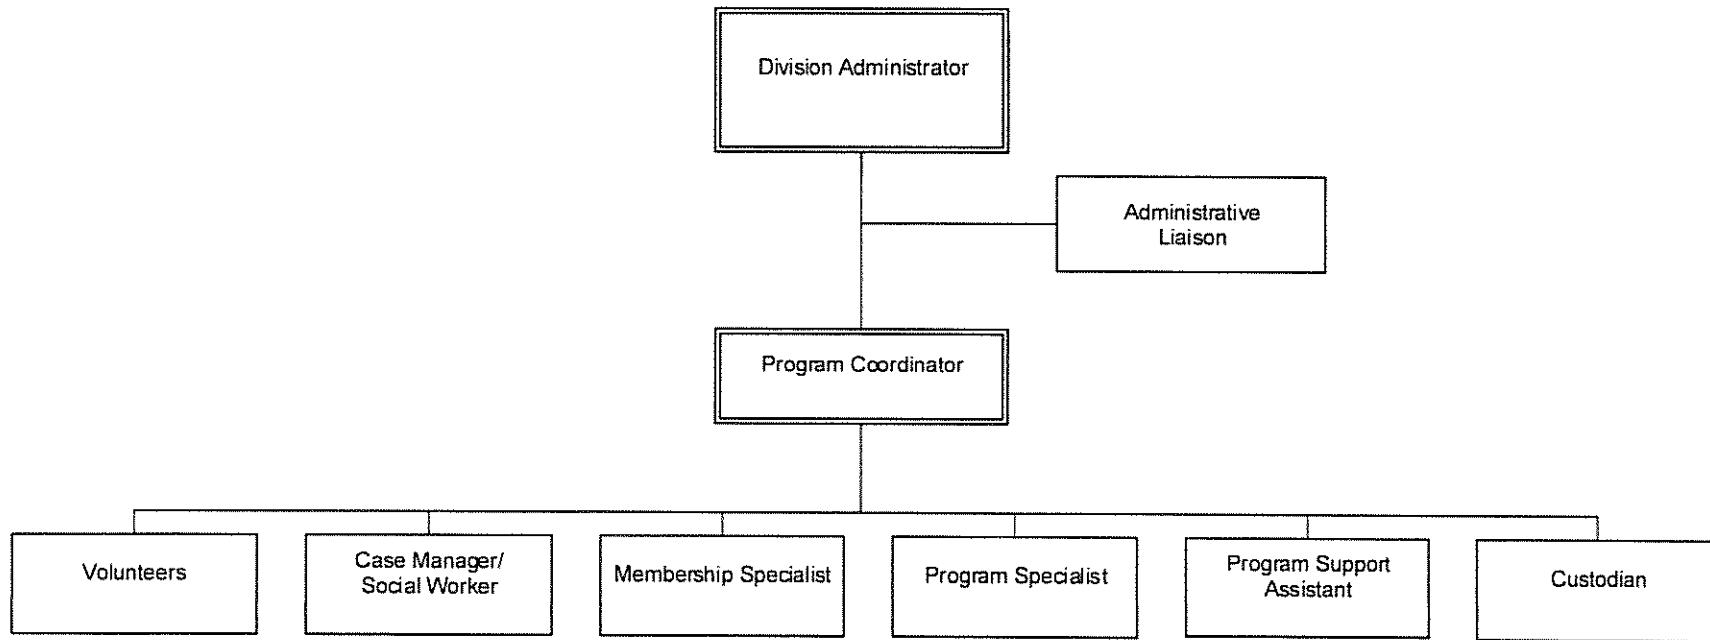 Division Administrator
Administrative
Liaison
Program Coordinator
Volunteers
Case Manager/
Social Worker
Membership Specialist
Program Specialist
Program Support
Assistant
Custodian